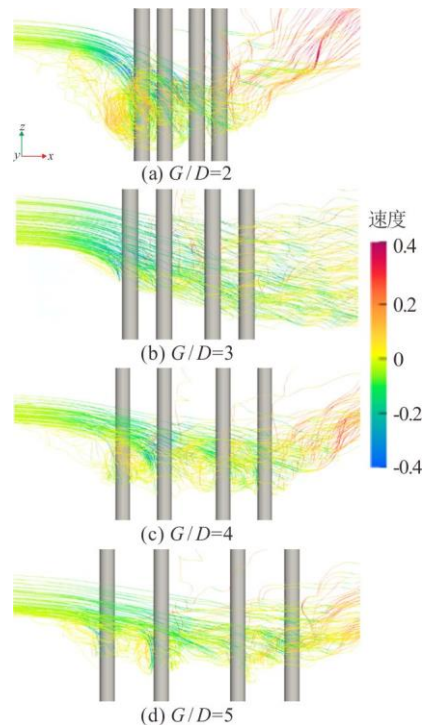 z
y
x
(a) G/D=2
(b) G/D=3
速度
0.4
0.2
0
-0.2
-0.4
(c) G/D=4
(d) G/D=5